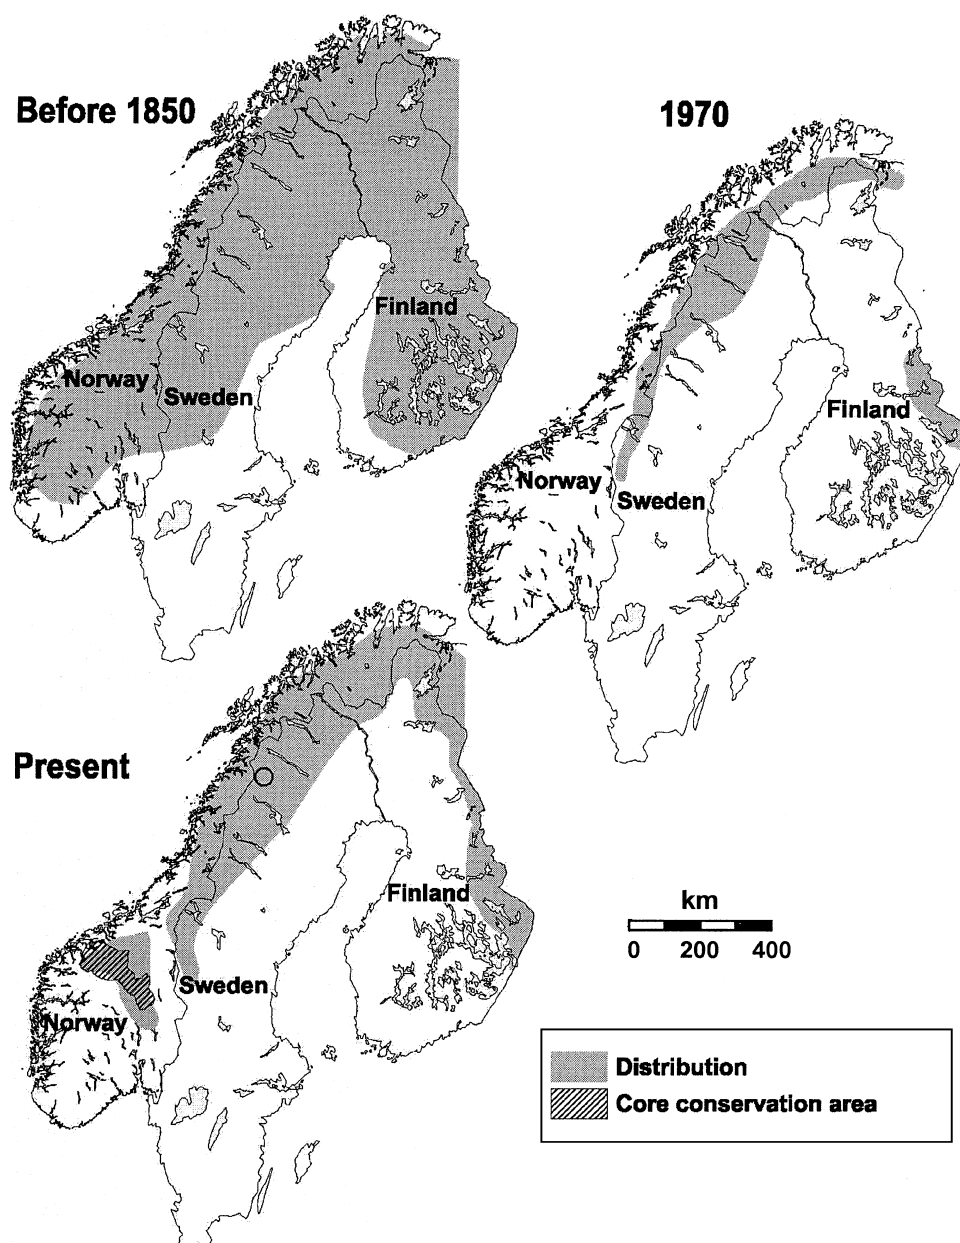 Before 1850
1970
Finland
Norway
Sweden
Finland
Norway
Sweden
Present
Finland
Sweden
Norway
km
0 200 400
Distribution
Core conservation area